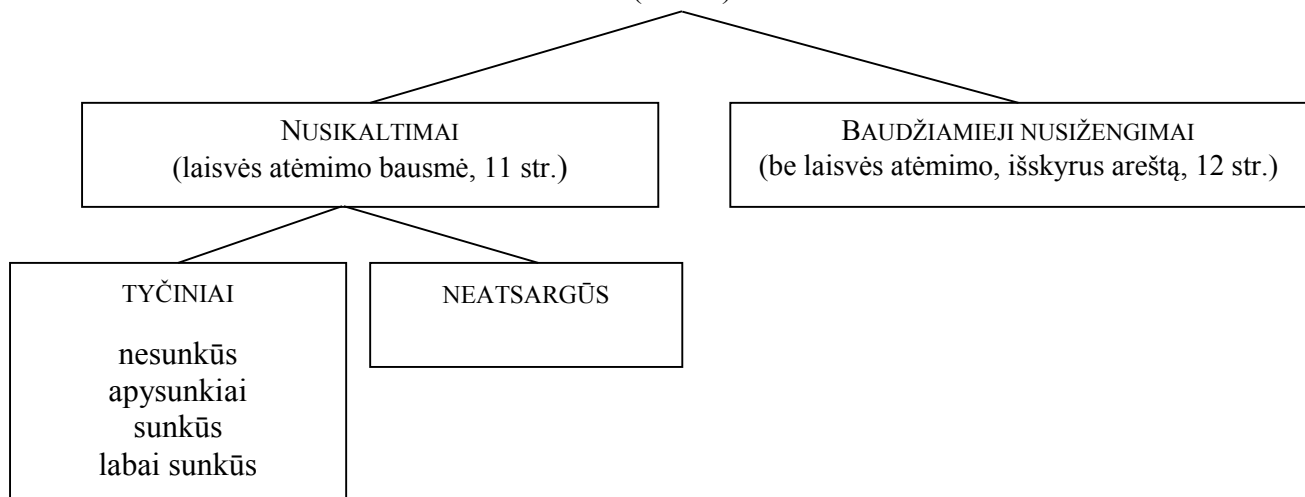 NUSIKALTIMAI
(laisvės atėmimo bausmė, 11 str.)
BAUDŽIAMIEJI NUSIŽENGIMAI
(be laisvės atėmimo, išskyrus areštą, 12 str.)
TYČINIAI
nesunkūs
apysunkiai
sunkūs
labai sunkūs
NEATSARGŪS